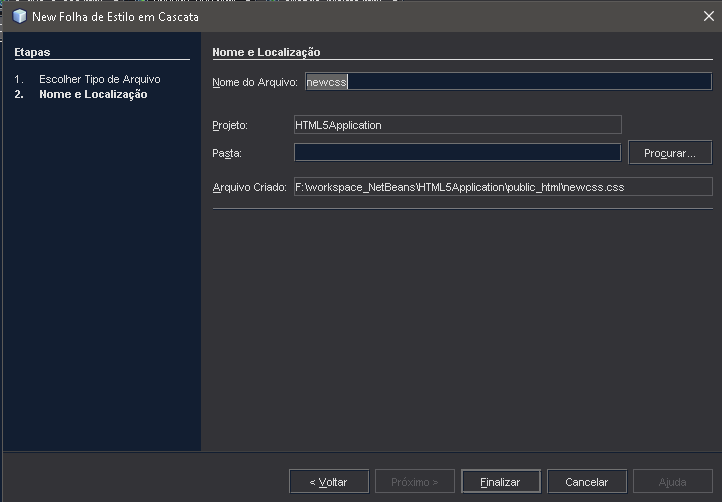 New Folha de Estilo em Cascata
Etapas
1. Escolher Tipo de Arquivo
2. Nome e Localização
Nome e Localização
Nome do Arquivo: newcss
Projeto: HTML5Application
Pasta: Procurar...
Arquivo Criado: F:\workspace_NetBeans\HTML5Application\public_html\newcss.css
< Voltar Próximo > Finalizar Cancelar Ajuda